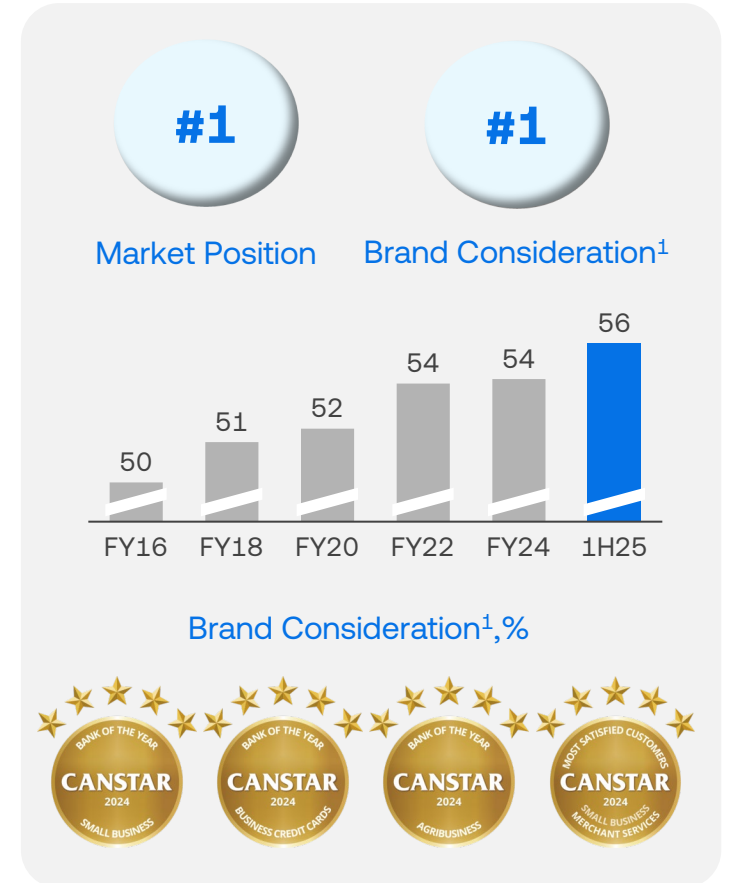 #1 #1
Market Position Brand Consideration¹
50 51 52 54 54 56
FY16 FY18 FY20 FY22 FY24 1H25
Brand Consideration¹,%
BANK OF THE YEAR
CANSTAR
2024
SMALL BUSINESS
BANK OF THE YEAR
CANSTAR
2024
BUSINESS CREDIT CARDS
BANK OF THE YEAR
CANSTAR
2024
AGRIBUSINESS
MOST SATISFIED CUSTOMERS
CANSTAR
2024
SMALL BUSINESS
MERCHANT SERVICES